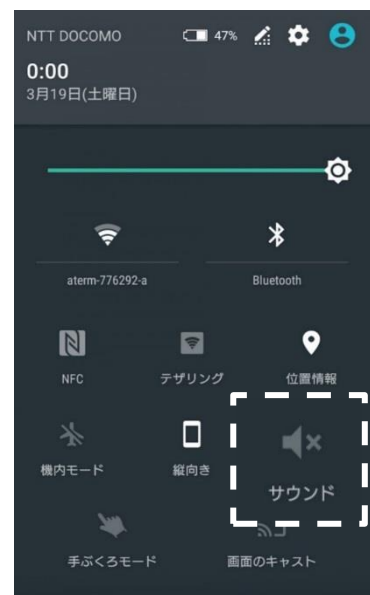 NTT DOCOMO 47%
0:00
3月19日(土曜日)
aterm-776292-a Bluetooth
NFC テザリング 位置情報
機内モード 縦向き サウンド
手ぶくろモード 画面のキャスト